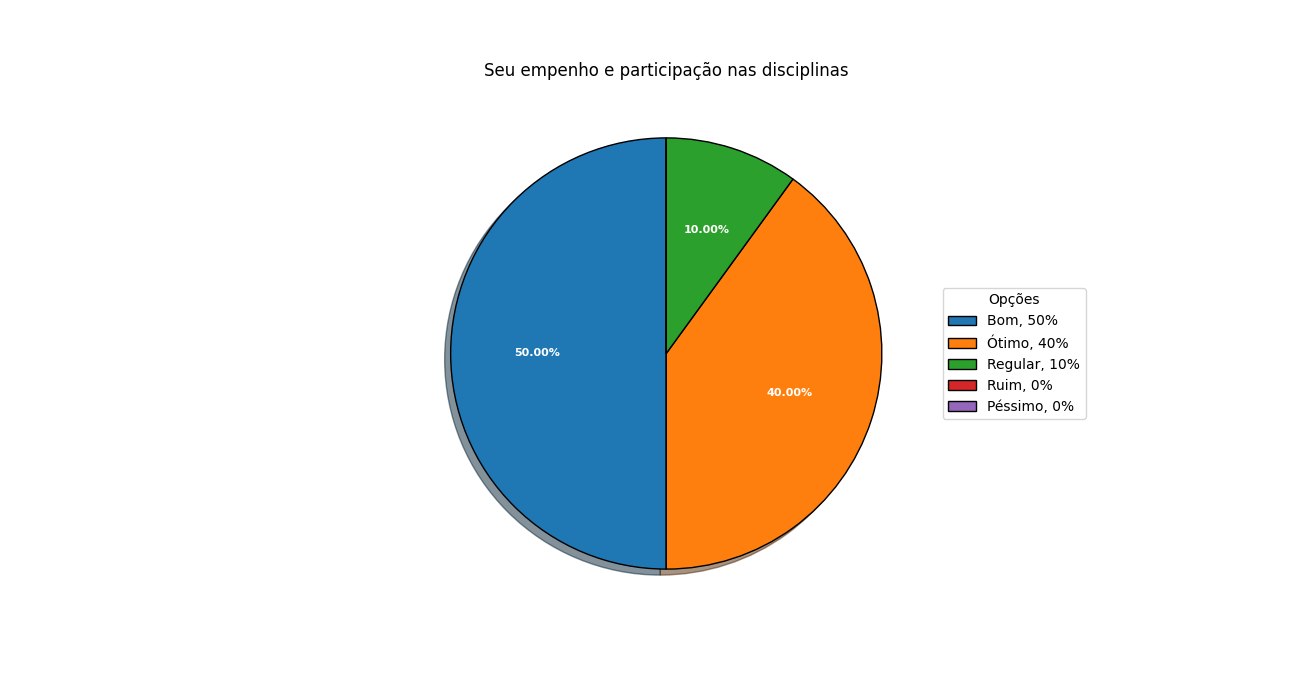 Seu empenho e participação nas disciplinas
10.00%
50.00%
40.00%
Opções
Bom, 50%
Ótimo, 40%
Regular, 10%
Ruim, 0%
Péssimo, 0%